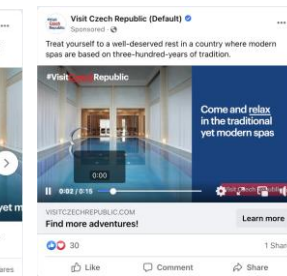 Visit Czech Republic (Default)
Sponsored
Treat yourself to a well-deserved rest in a country where modern
spas are based on three-hundred-years of tradition.
#Visit Republic
Come and relax
in the traditional
yet modern spas
0:00
0:02 / 0:15
VISITCZECHREPUBLIC.COM
Find more adventures!
Learn more
30
1 Shar
Like
Comment
Share
yet m
ares